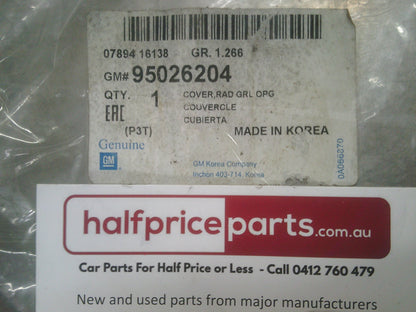 07894 16138 GR. 1.266
GM# 95026204
QTY. 1 COVER,RAD GRL OPG
EAC COUVERCLE
(P3T) CUBIERTA
MADE IN KOREA
Genuine
GM
GM Korea Company
Inchon 403-714, Korea
0A066270
halfpriceparts.com.au
Car Parts For Half Price or Less - Call 0412 760 479
New and used parts from major manufacturers